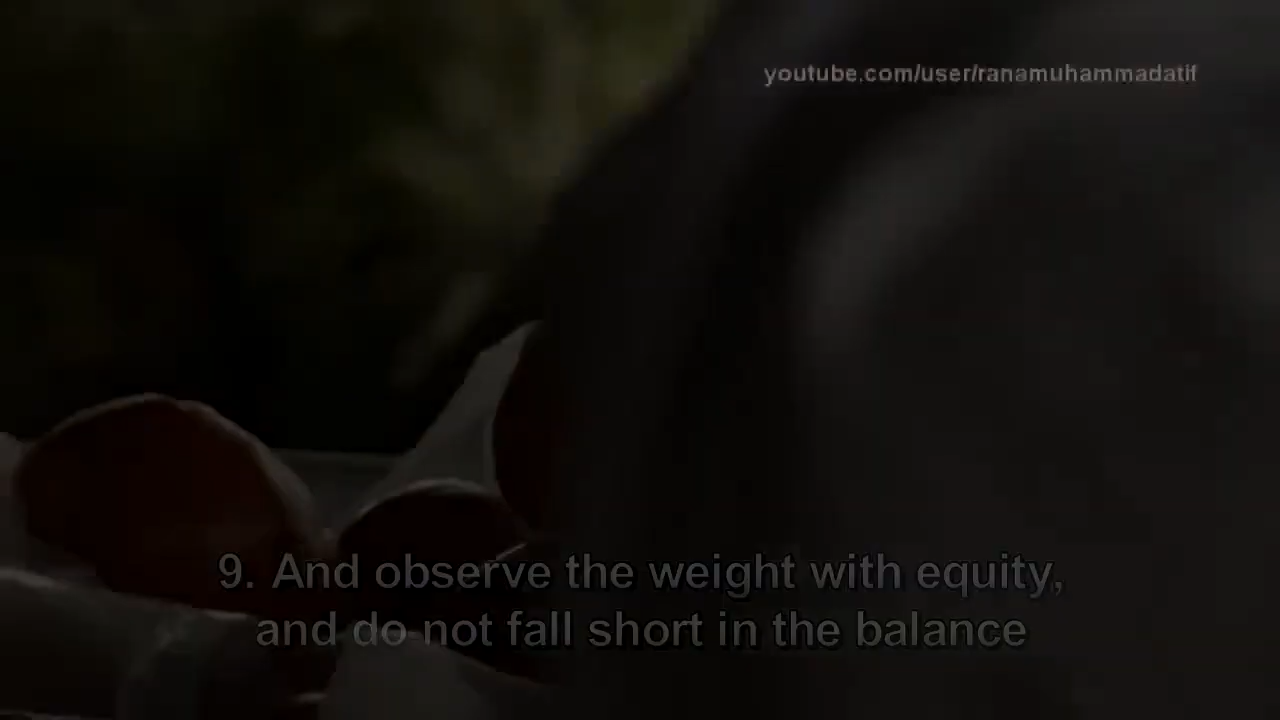 youtube.com/user/ranamuhammadatif
9. And observe the weight with equity,
and do not fall short in the balance